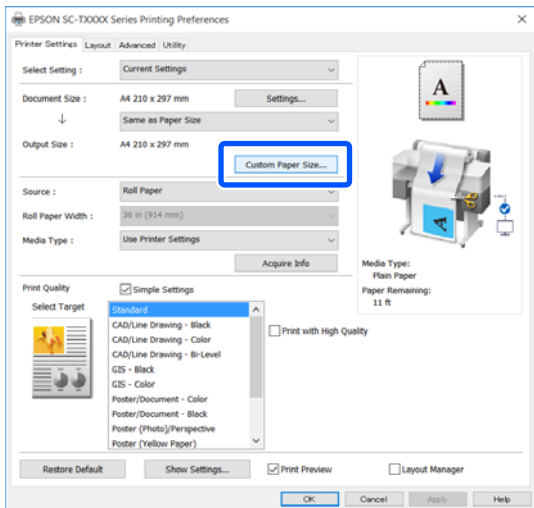 EPSON SC-TXXXX Series Printing Preferences
Printer Settings Layout Advanced Utility
Select Setting : Current Settings
Document Size : A4 210 x 297 mm Settings...
Same as Paper Size
Output Size : A4 210 x 297 mm
Custom Paper Size...
Source : Roll Paper
Roll Paper Width : 36 in (914 mm)
Media Type : Use Printer Settings
Acquire Info
A
Media Type:
Plain Paper
Paper Remaining:
11 ft
Print Quality Simple Settings
Select Target
Standard
CAD/Line Drawing - Black
CAD/Line Drawing - Color
CAD/Line Drawing - Bi-Level
GIS - Black
GIS - Color
Poster/Document - Color
Poster/Document - Black
Poster (Photo)/Perspective
Poster (Yellow Paper)
Print with High Quality
Restore Default Show Settings... Print Preview Layout Manager
OK Cancel Apply Help